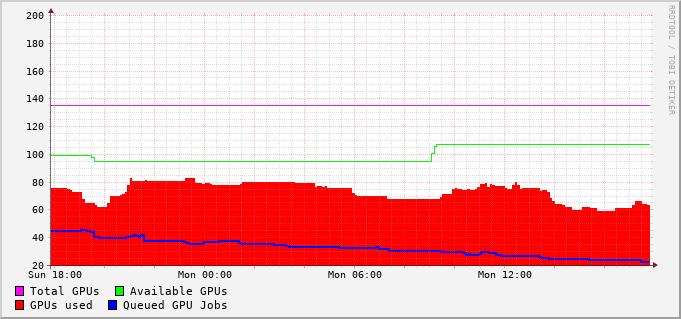 200
180
160
140
120
100
80
60
40
20
Sun 18:00 Mon 00:00 Mon 06:00 Mon 12:00
Total GPUs Available GPUs
GPUs used Queued GPU Jobs
RRDTOOL / TOBI OETIKER